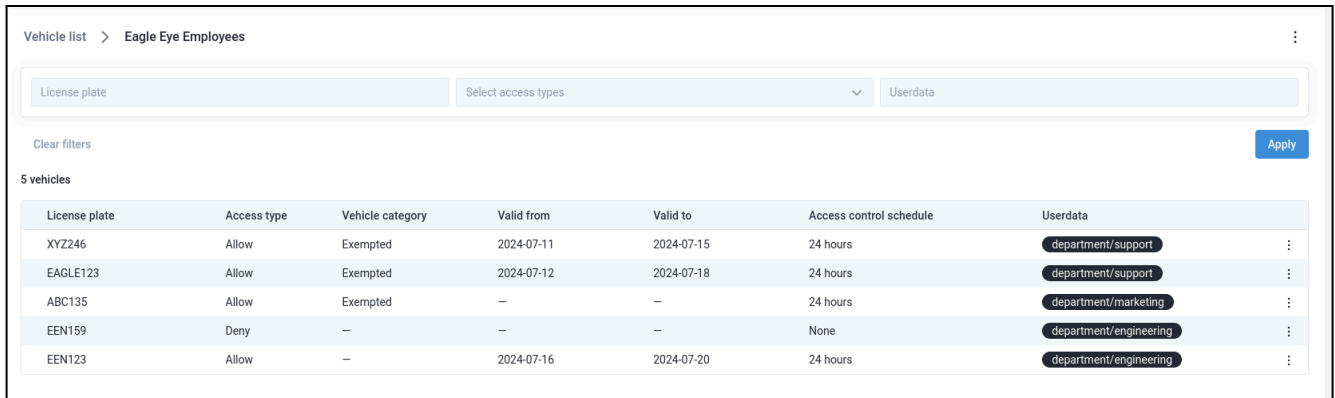 Vehicle list > Eagle Eye Employees
License plate Select access types Userdata
Clear filters Apply
5 vehicles
License plate Access type Vehicle category Valid from Valid to Access control schedule Userdata
XYZ246 Allow Exempted 2024-07-11 2024-07-15 24 hours department/support
EAGLE123 Allow Exempted 2024-07-12 2024-07-18 24 hours department/support
ABC135 Allow Exempted – – 24 hours department/marketing
EEN159 Deny – – – None department/engineering
EEN123 Allow – 2024-07-16 2024-07-20 24 hours department/engineering